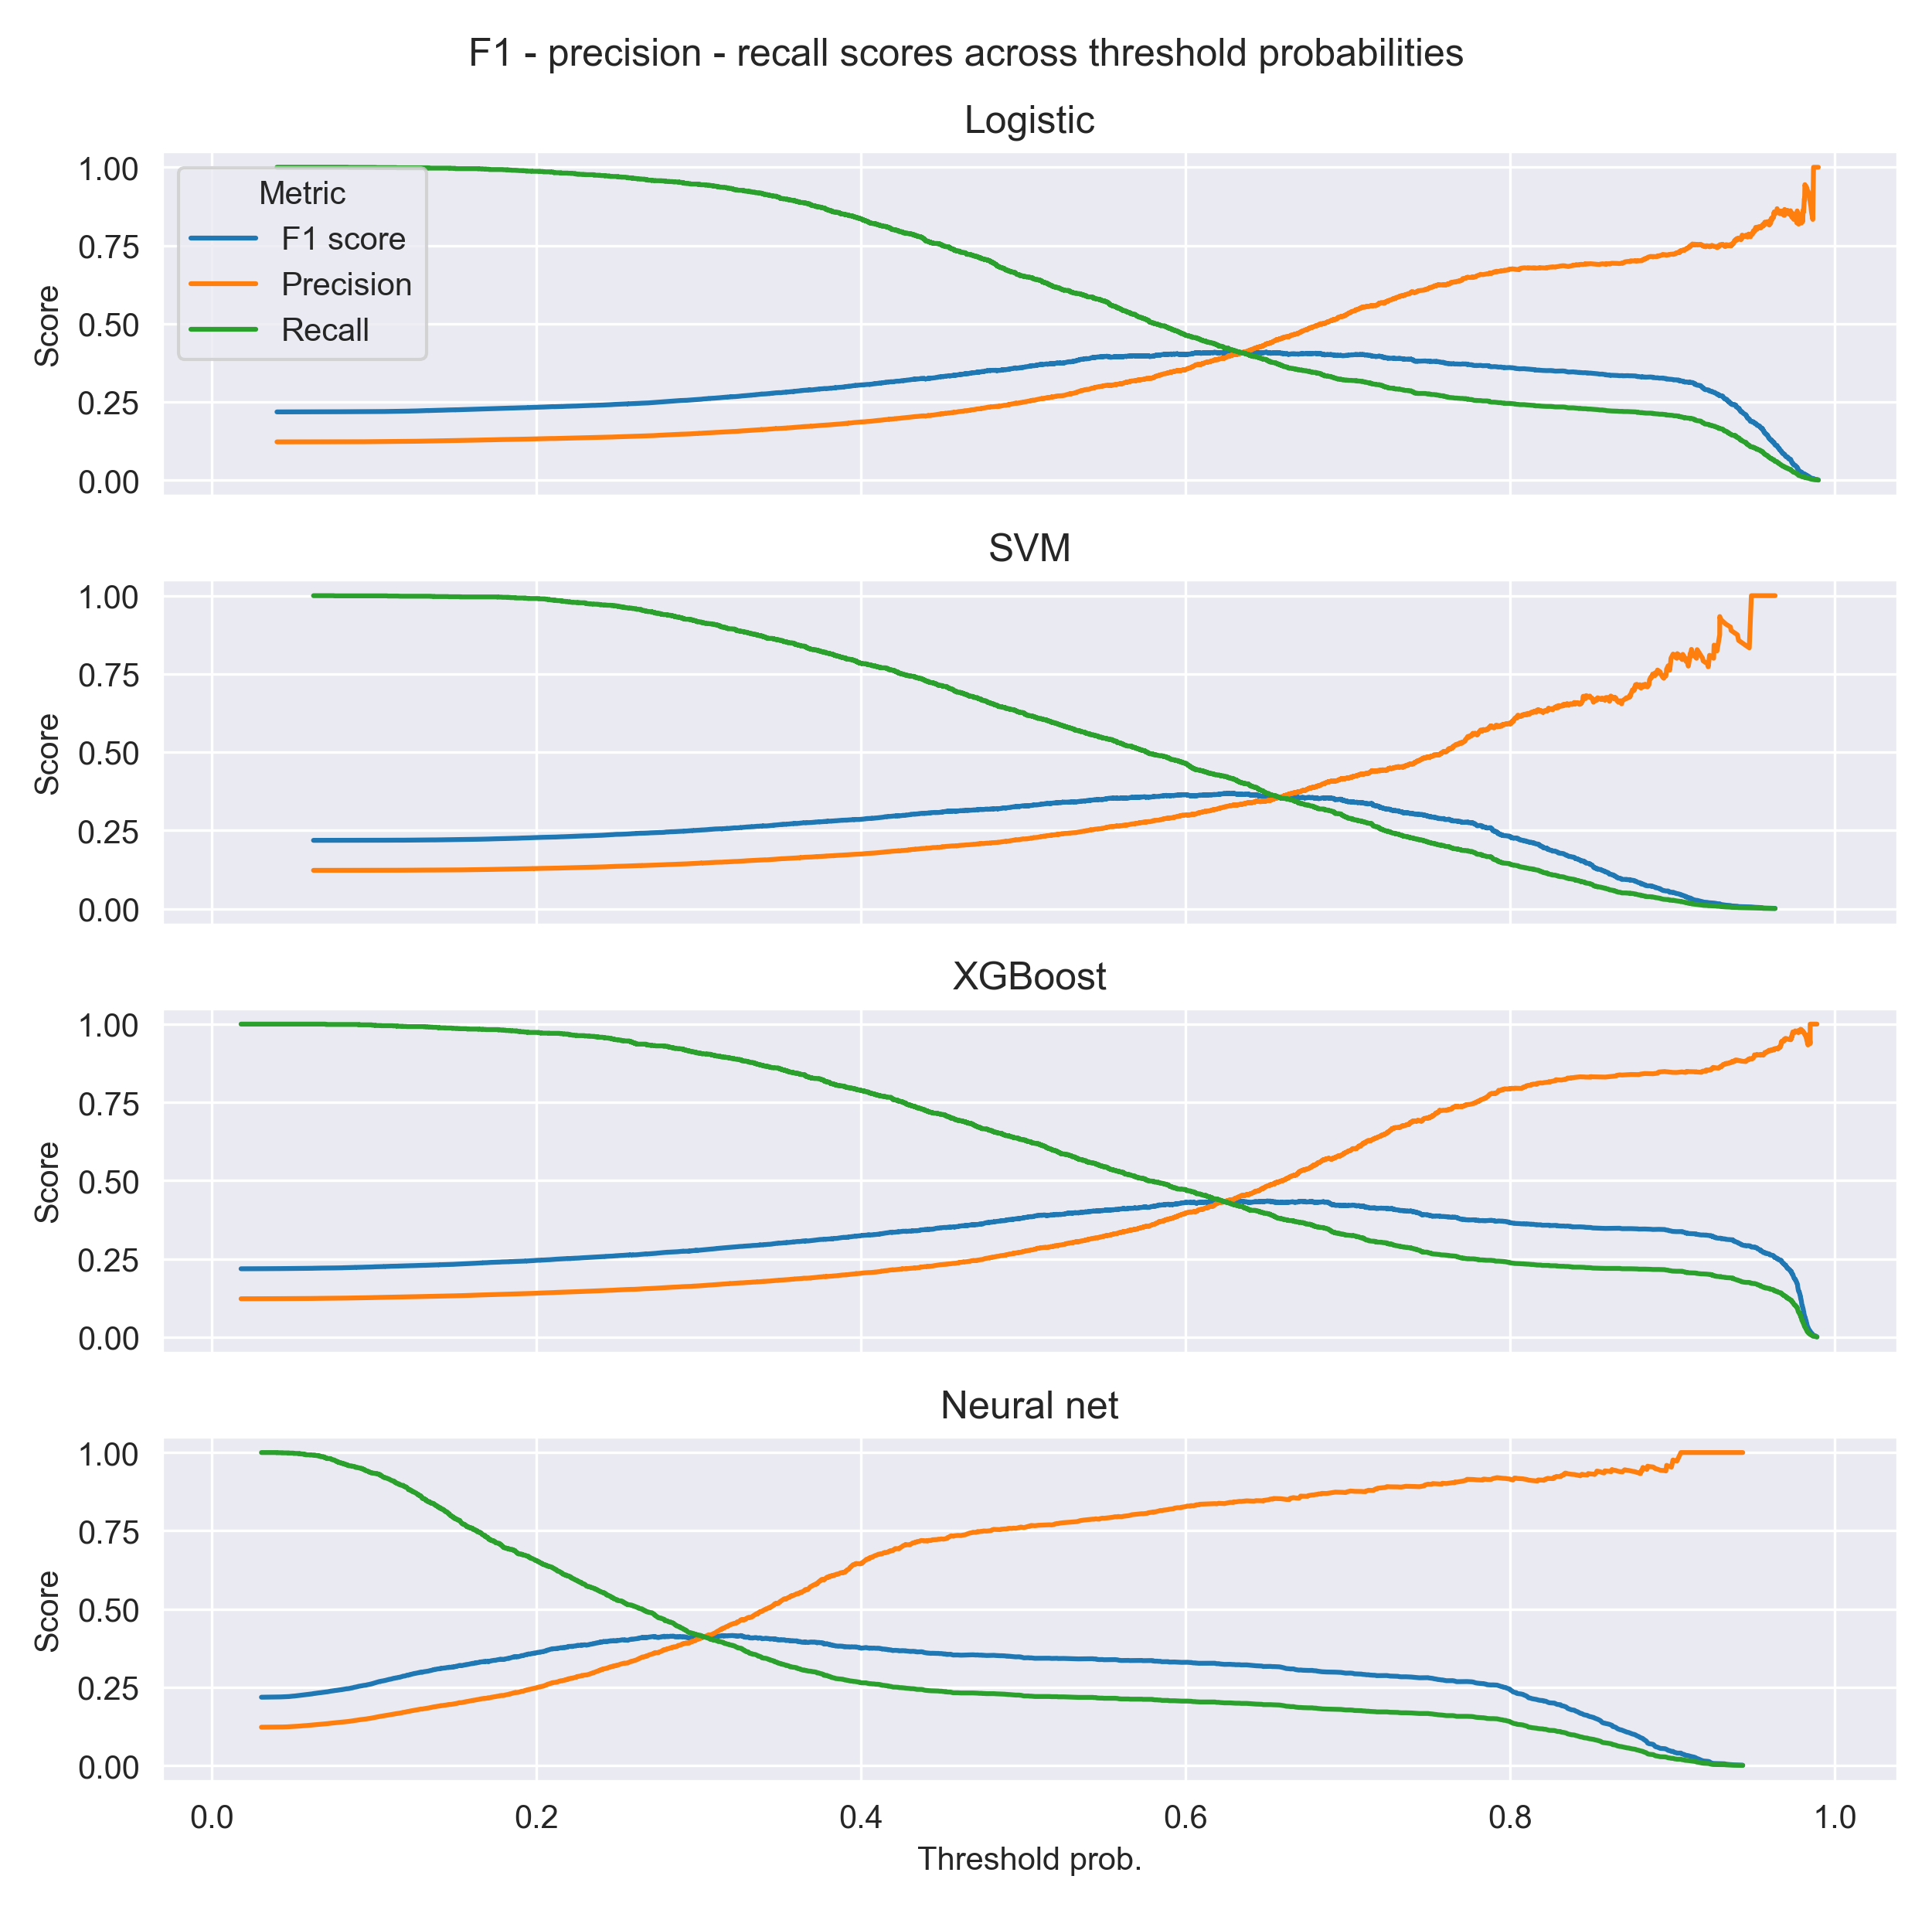 F1 - precision - recall scores across threshold probabilities
Logistic
1.00
0.75
0.50
0.25
0.00
Score
Metric
F1 score
Precision
Recall
SVM
1.00
0.75
0.50
0.25
0.00
Score
XGBoost
1.00
0.75
0.50
0.25
0.00
Score
Neural net
1.00
0.75
0.50
0.25
0.00
Score
0.0 0.2 0.4 0.6 0.8 1.0
Threshold prob.